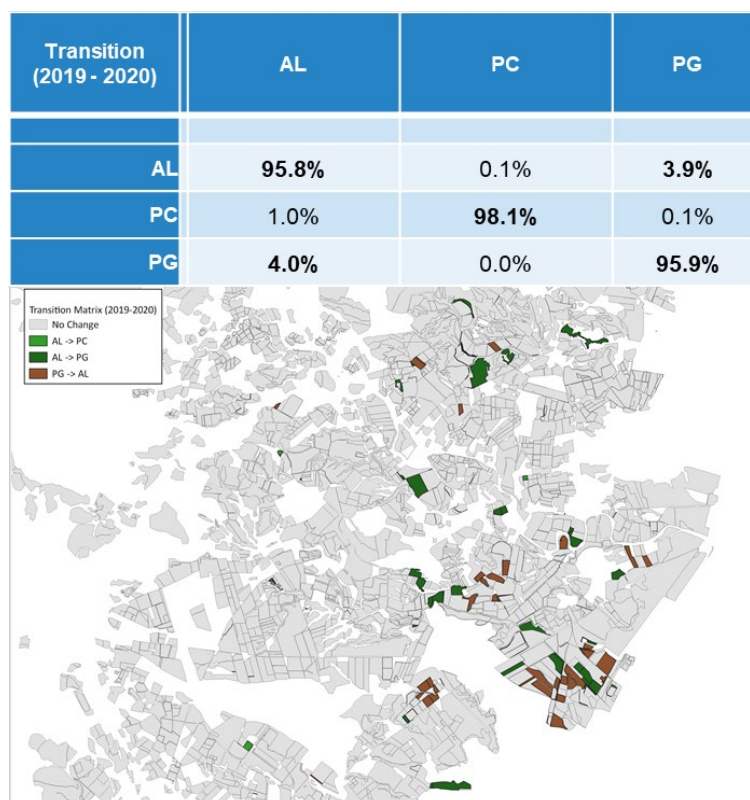 Transition
(2019 - 2020)
AL
PC
PG
AL 95.8% 0.1% 3.9%
PC 1.0% 98.1% 0.1%
PG 4.0% 0.0% 95.9%
Transition Matrix (2019-2020)
No Change
AL -> PC
AL -> PG
PG -> AL